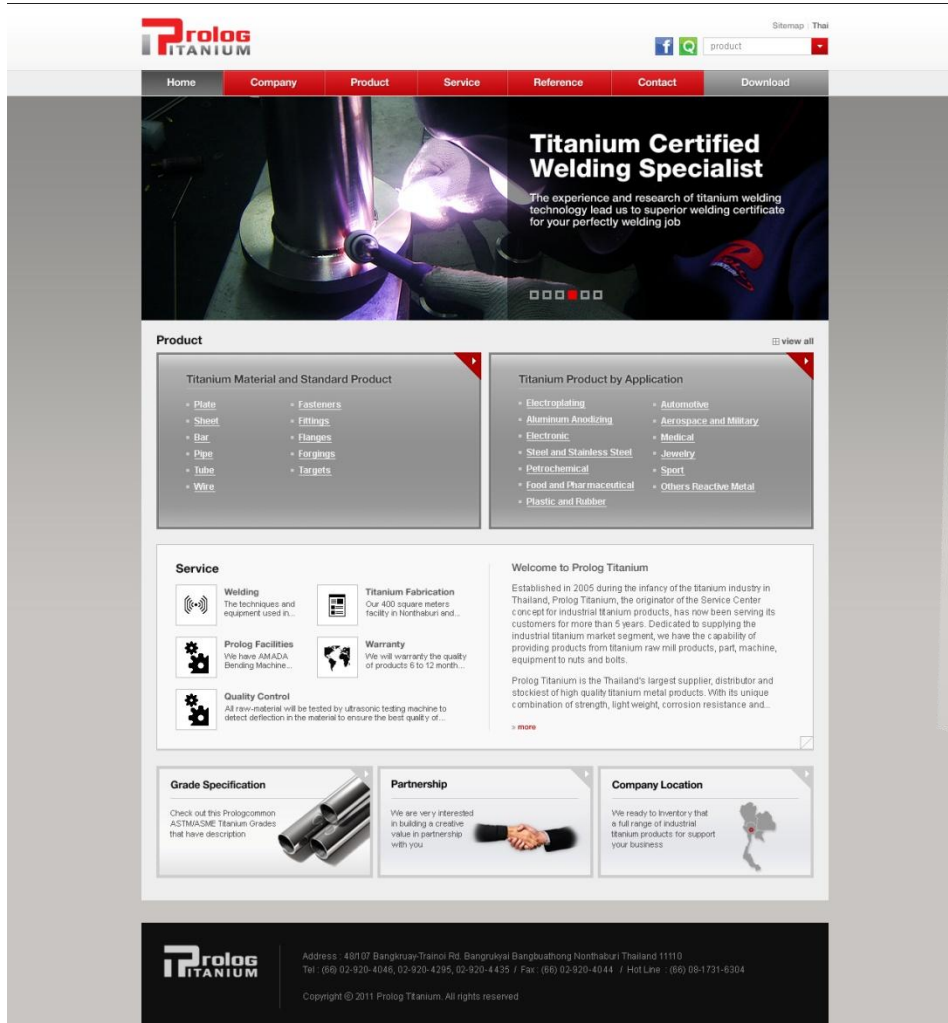 Prolog
TITANIUM
Sitemap | Thai
product
Home
Company
Product
Service
Reference
Contact
Download
Titanium Certified
Welding Specialist
The experience and research of titanium welding
technology lead us to superior welding certificate
for your perfectly welding job
Product
view all
Titanium Material and Standard Product
Plate
Sheet
Bar
Pipe
Tube
Wire
Fasteners
Fittings
Flanges
Forgings
Targets
Titanium Product by Application
Electroplating
Aluminum Anodizing
Electronic
Steel and Stainless Steel
Petrochemical
Food and Pharmaceutical
Plastic and Rubber
Automotive
Aerospace and Military
Medical
Jewelry
Sport
Others Reactive Metal
Service
Welding
The techniques and
equipment used in...
Titanium Fabrication
Our 400 square meters
facility in Nonthaburi and...
Prolog Facilities
We have AMADA
Bending Machine...
Warranty
We will warranty the quality
of products 6 to 12 month...
Quality Control
All raw-material will be tested by ultrasonic testing machine to
detect deflection in the material to ensure the best quality of...
Welcome to Prolog Titanium
Established in 2005 during the infancy of the titanium industry in
Thailand, Prolog Titanium, the originator of the Service Center
concept for industrial titanium products, has now been serving its
customers for more than 5 years. Dedicated to supplying the
industrial titanium market segment, we have the capability of
providing products from titanium raw mill products, part, machine,
equipment to nuts and bolts.
Prolog Titanium is the Thailand's largest supplier, distributor and
stockiest of high quality titanium metal products. With its unique
combination of strength, light weight, corrosion resistance and...
» more
Grade Specification
Check out this Prologcommon
ASTM/ASME Titanium Grades
that have description
Partnership
We are very interested
in building a creative
value in partnership
with you
Company Location
We ready to Inventory that
a full range of industrial
titanium products for support
your business
Prolog
TITANIUM
Address : 48/107 Bangkruay-Trainoi Rd. Bangrukyai Bangbuathong Nonthaburi Thailand 11110
Tel : (66) 02-920-4046, 02-920-4295, 02-920-4435 / Fax : (66) 02-920-4044 / Hot Line : (66) 08-1731-6304
Copyright © 2011 Prolog Titanium. All rights reserved